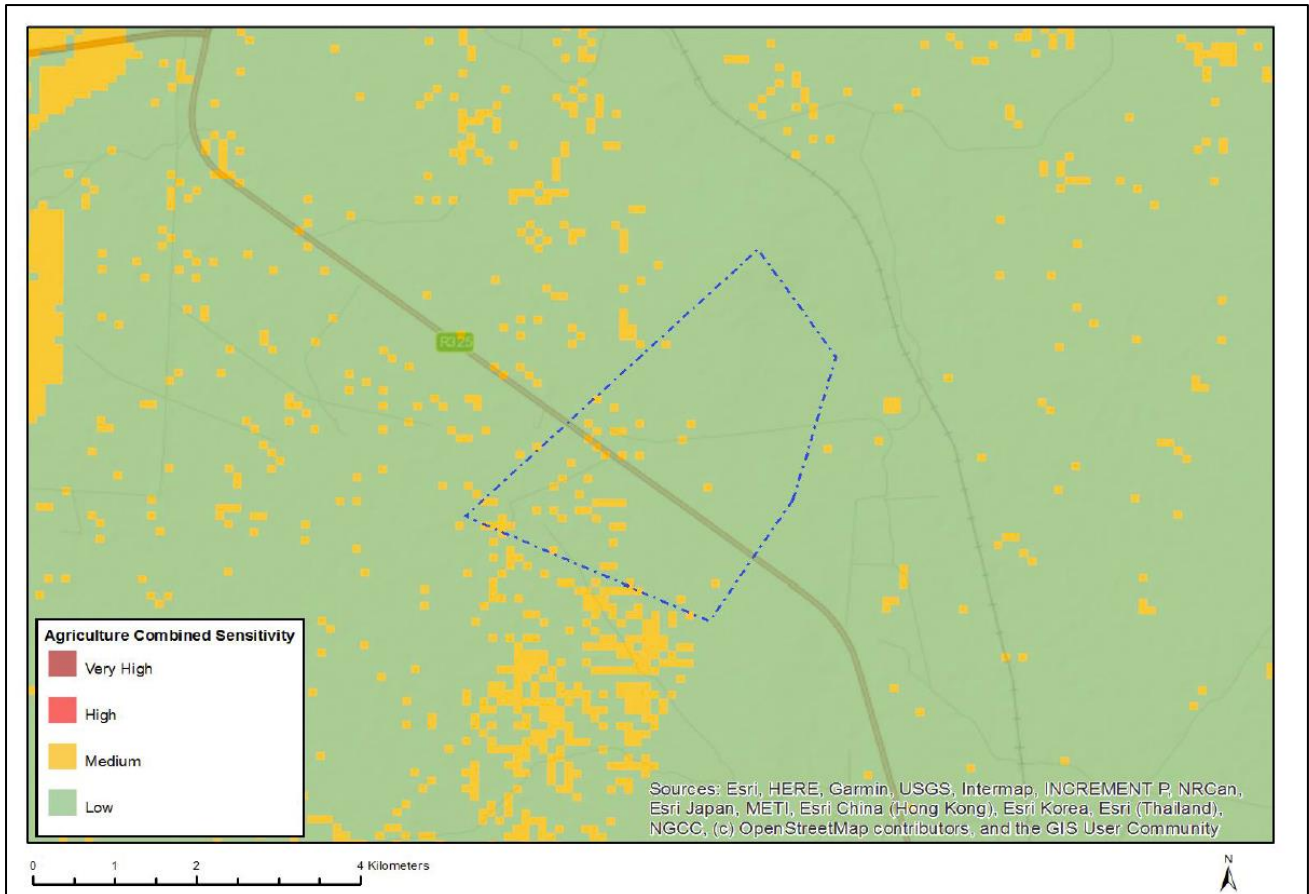 R325
Agriculture Combined Sensitivity
Very High
High
Medium
Low
Sources: Esri, HERE, Garmin, USGS, Intermap, INCREMENT P, NRCan,
Esri Japan, METI, Esri China (Hong Kong), Esri Korea, Esri (Thailand),
NGCC, (c) OpenStreetMap contributors, and the GIS User Community
0 1 2 4 Kilometers
N